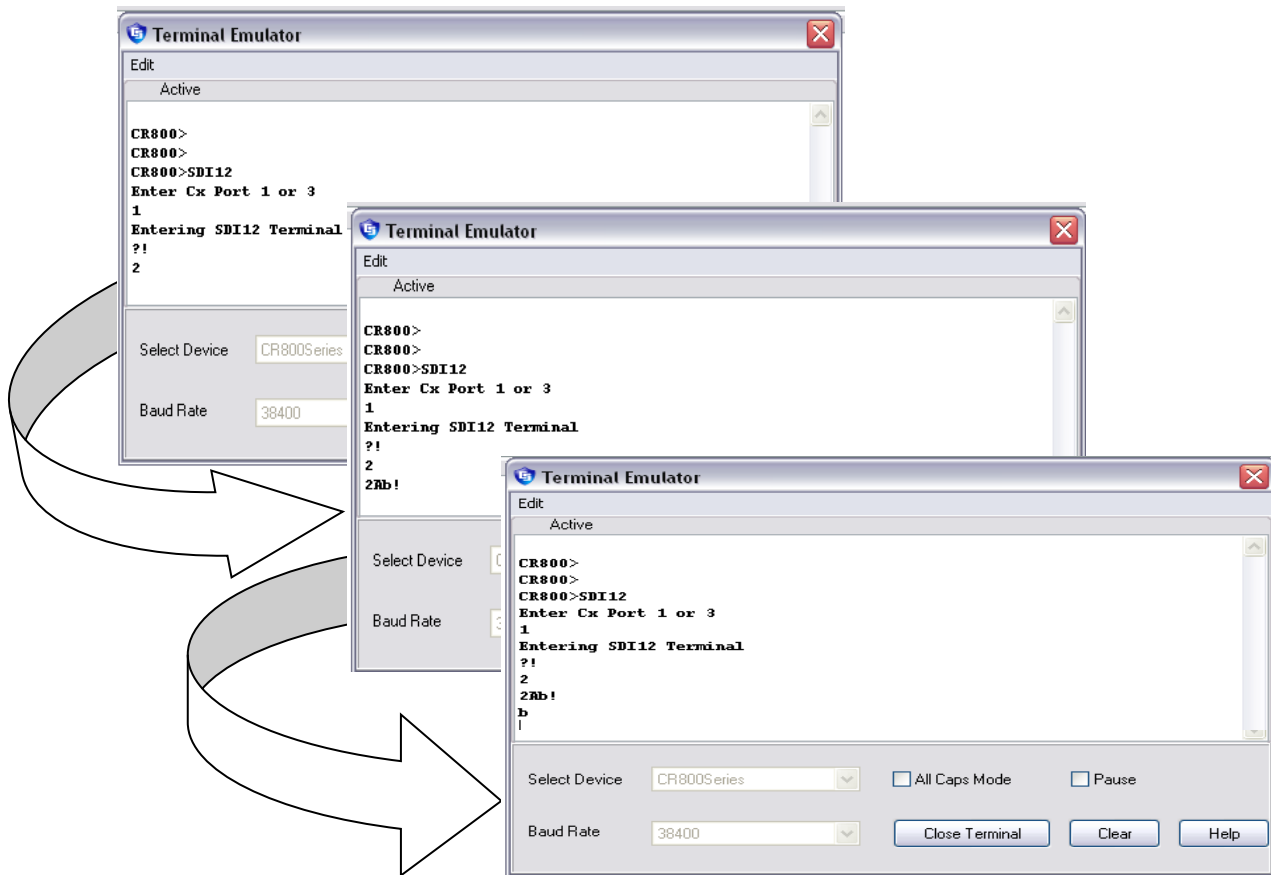 Terminal Emulator
Edit
Active
CR800>
CR800>
CR800>SDI12
Enter Cx Port 1 or 3
1
Entering SDI12 Terminal
?!
2
Select Device CR800Series
Baud Rate 38400
Terminal Emulator
Edit
Active
CR800>
CR800>
CR800>SDI12
Enter Cx Port 1 or 3
1
Entering SDI12 Terminal
?!
2
2Ab!
Select Device
Baud Rate
Terminal Emulator
Edit
Active
CR800>
CR800>
CR800>SDI12
Enter Cx Port 1 or 3
1
Entering SDI12 Terminal
?!
2
2Ab!
b
Select Device CR800Series All Caps Mode Pause
Baud Rate 38400 Close Terminal Clear Help